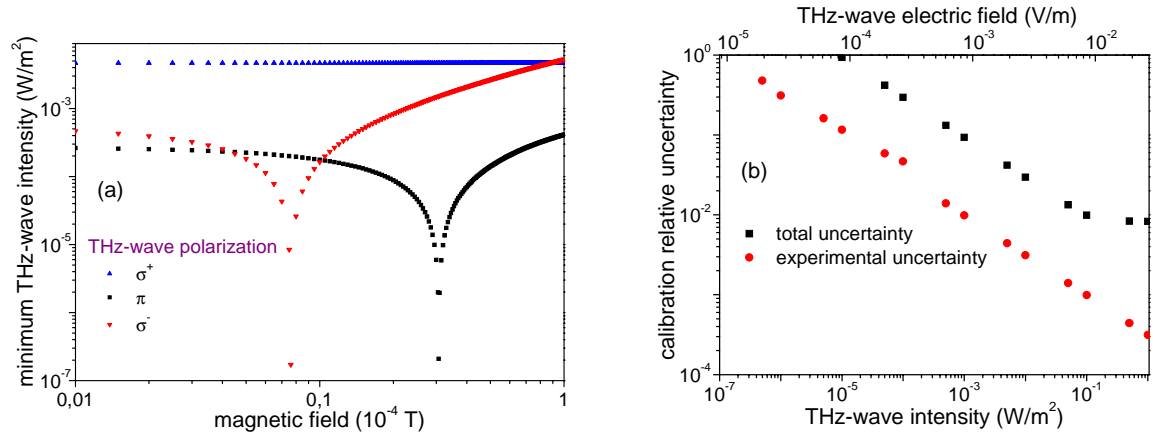 minimum THz-wave intensity (W/m²)
10⁻³
10⁻⁵
10⁻⁷
(a)
THz-wave polarization
σ⁺
π
σ⁻
0,01 0,1 1
magnetic field (10⁻⁴ T)
THz-wave electric field (V/m)
10⁻⁵ 10⁻⁴ 10⁻³ 10⁻²
calibration relative uncertainty
10⁰
10⁻¹
10⁻²
10⁻³
10⁻⁴
(b)
total uncertainty
experimental uncertainty
10⁻⁷ 10⁻⁵ 10⁻³ 10⁻¹
THz-wave intensity (W/m²)